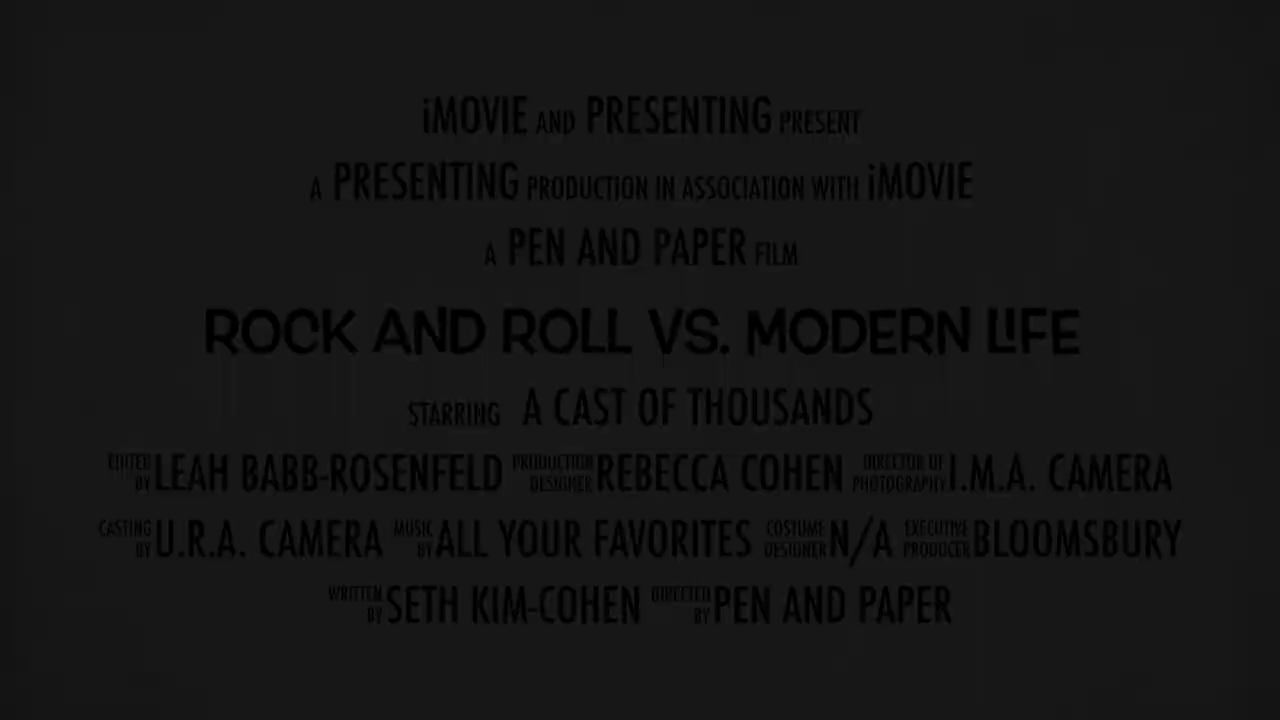 iMOVIE AND PRESENTING PRESENT
A PRESENTING PRODUCTION IN ASSOCIATION WITH iMOVIE
A PEN AND PAPER FILM
ROCK AND ROLL VS. MODERN LIFE
STARRING A CAST OF THOUSANDS
EDITED BY LEAH BABB-ROSENFELD PRODUCTION DESIGNER REBECCA COHEN DIRECTOR OF PHOTOGRAPHY I.M.A. CAMERA
CASTING BY U.R.A. CAMERA MUSIC BY ALL YOUR FAVORITES COSTUME DESIGNER N/A EXECUTIVE PRODUCER BLOOMSBURY
WRITTEN BY SETH KIM-COHEN DIRECTED BY PEN AND PAPER